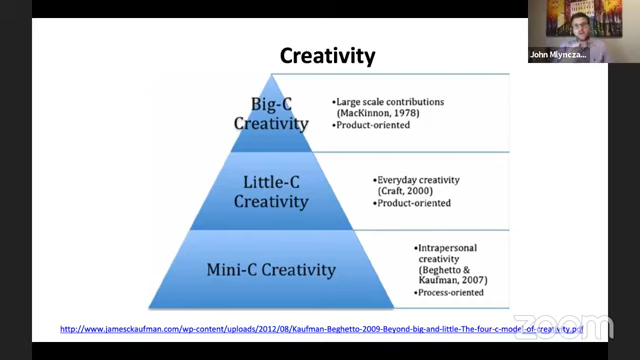 John Mlyncza...
Creativity
Big-C
Creativity
•Large scale contributions
(MacKinnon, 1978)
•Product-oriented
Little-C
Creativity
•Everyday creativity
(Craft, 2000)
•Product-oriented
Mini-C Creativity
•Intrapersonal
creativity
(Beghetto &
Kaufman, 2007)
•Process-oriented
zoom
http://www.jamesckaufman.com/wp-content/uploads/2012/08/Kaufman-Beghetto-2009-Beyond-big-and-little-The-four-c-model-of-creativity.pdf